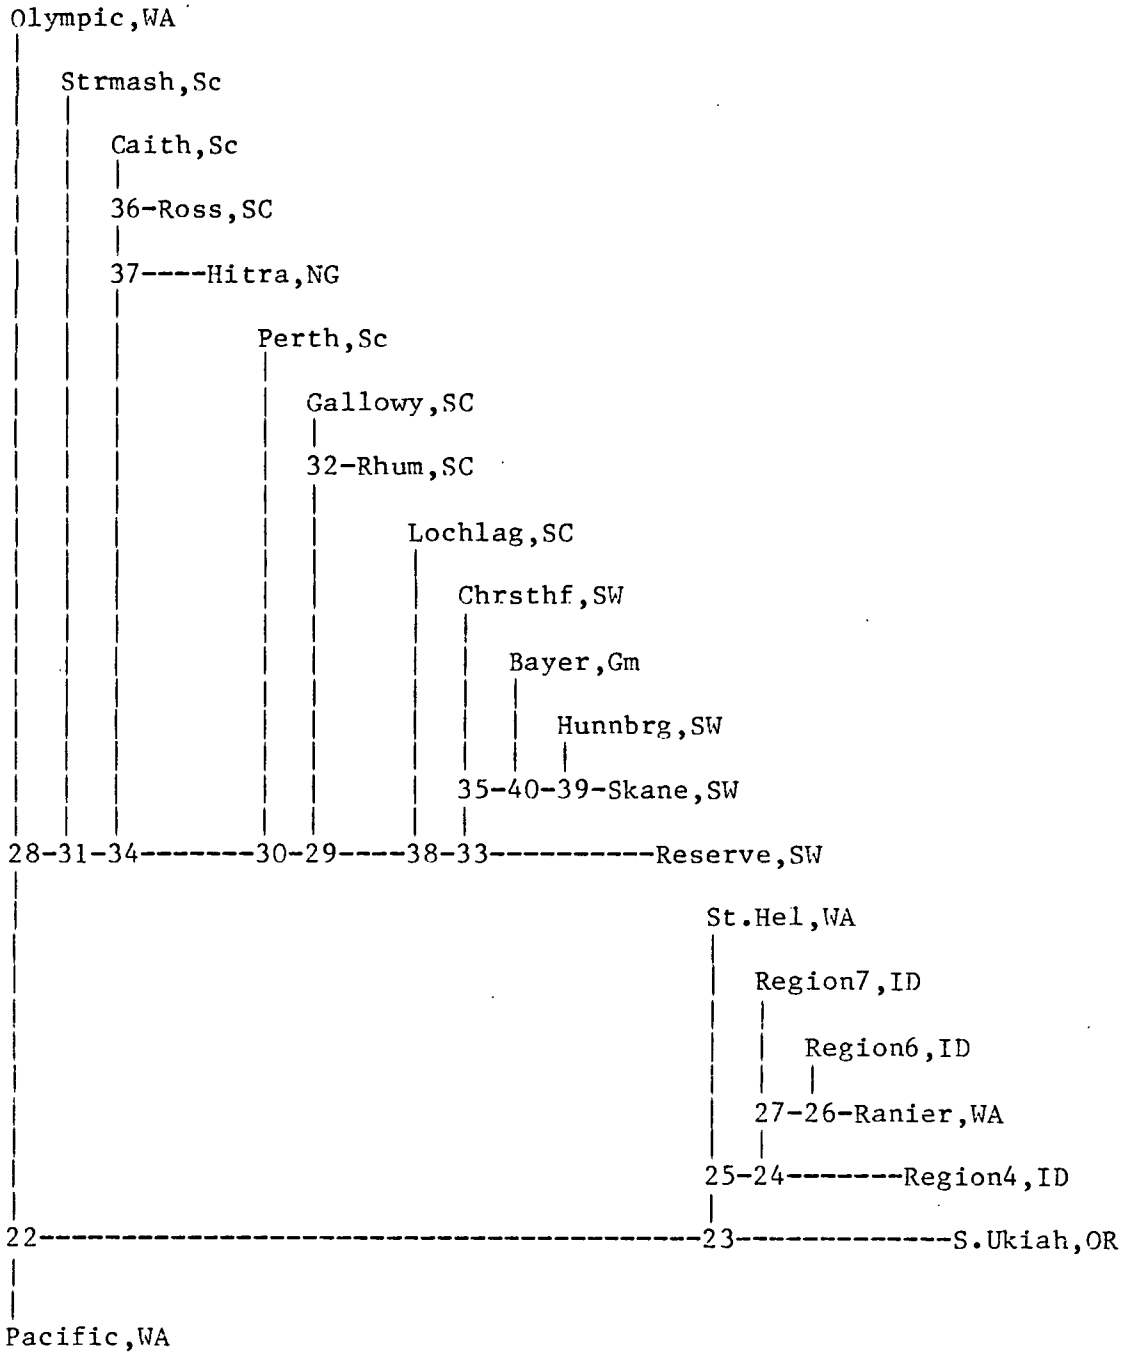 Olympic,WA
Strmash,Sc
Caith,Sc
36-Ross,SC
37----Hitra,NG
Perth,Sc
Gallowy,SC
32-Rhum,SC
Lochlag,SC
Chrsthf,SW
Bayer,Gm
Hunnbrg,SW
35-40-39-Skane,SW
28-31-34-------30-29----38-33----------Reserve,SW
St.Hel,WA
Region7,ID
Region6,ID
27-26-Ranier,WA
25-24-------Region4,ID
22----------------------------------------23-------------S.Ukiah,OR
Pacific,WA